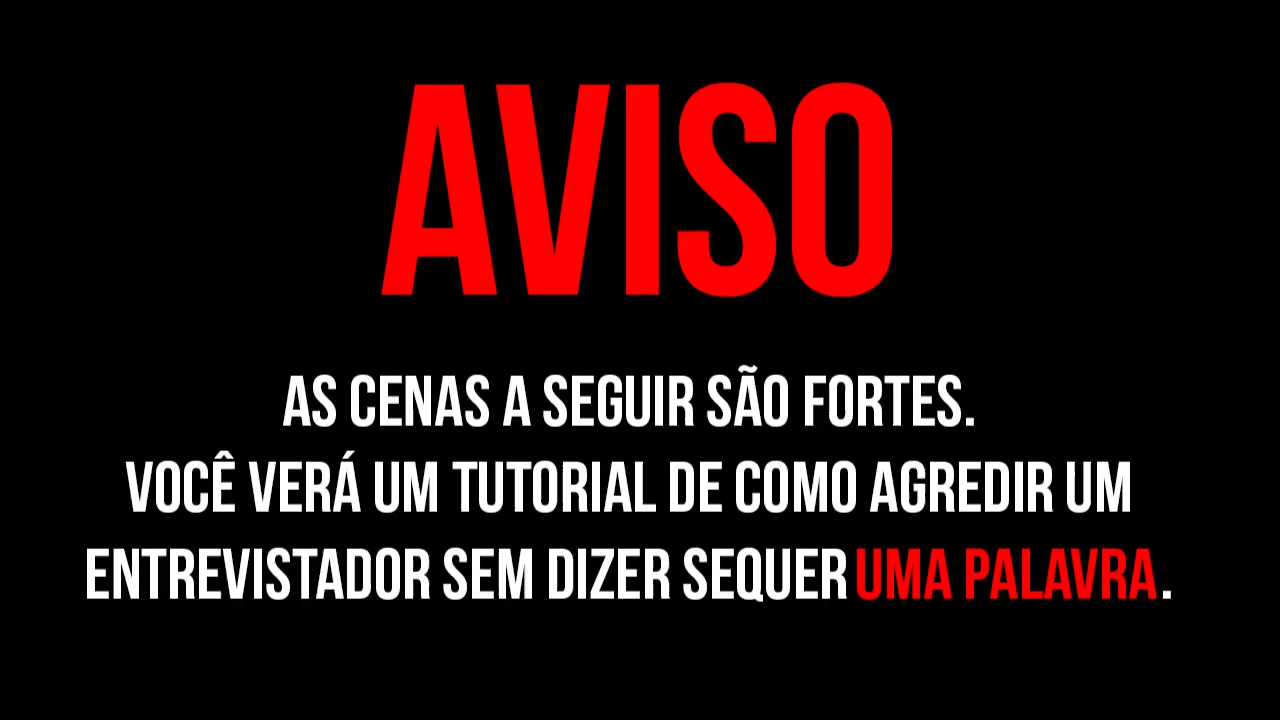 AVISO
AS CENAS A SEGUIR SÃO FORTES.
VOCÊ VERÁ UM TUTORIAL DE COMO AGREDIR UM
ENTREVISTADOR SEM DIZER SEQUER UMA PALAVRA.